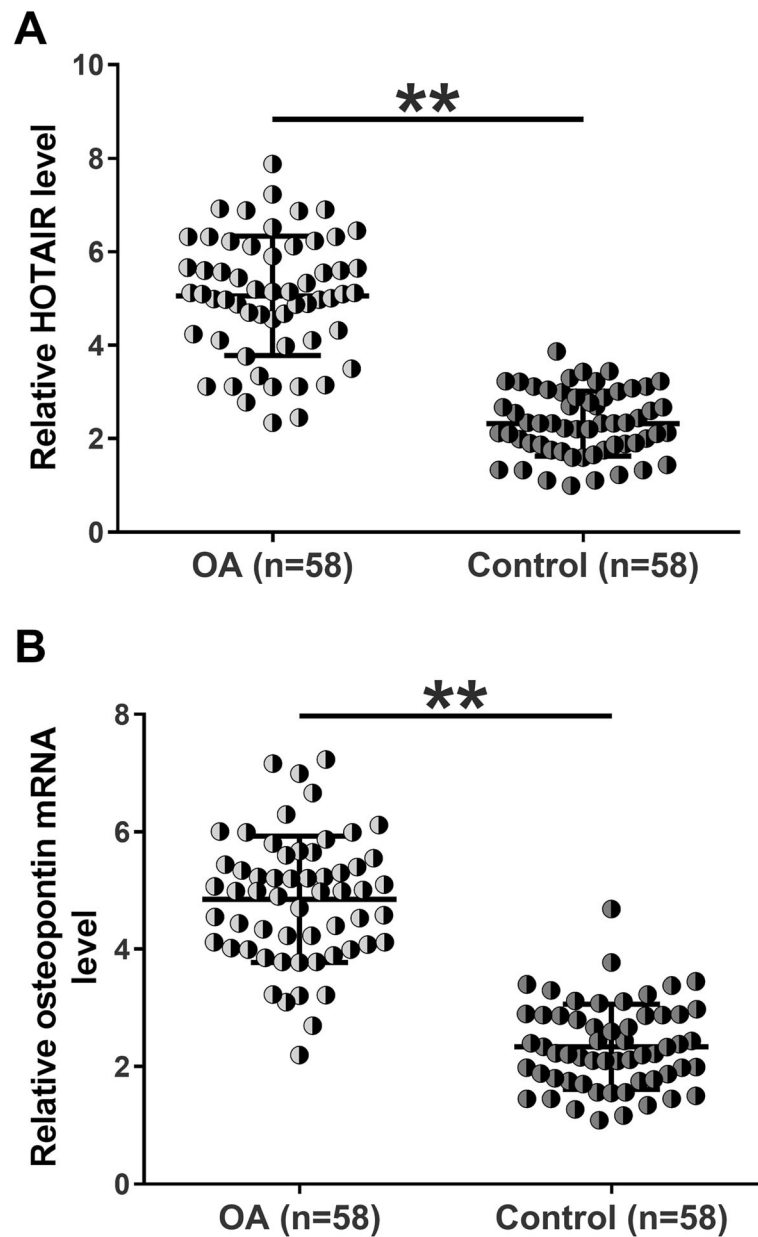 A
Relative HOTAIR level
10
8
6
4
2
0
**
OA (n=58)
Control (n=58)
B
Relative osteopontin mRNA
level
8
6
4
2
0
**
OA (n=58)
Control (n=58)